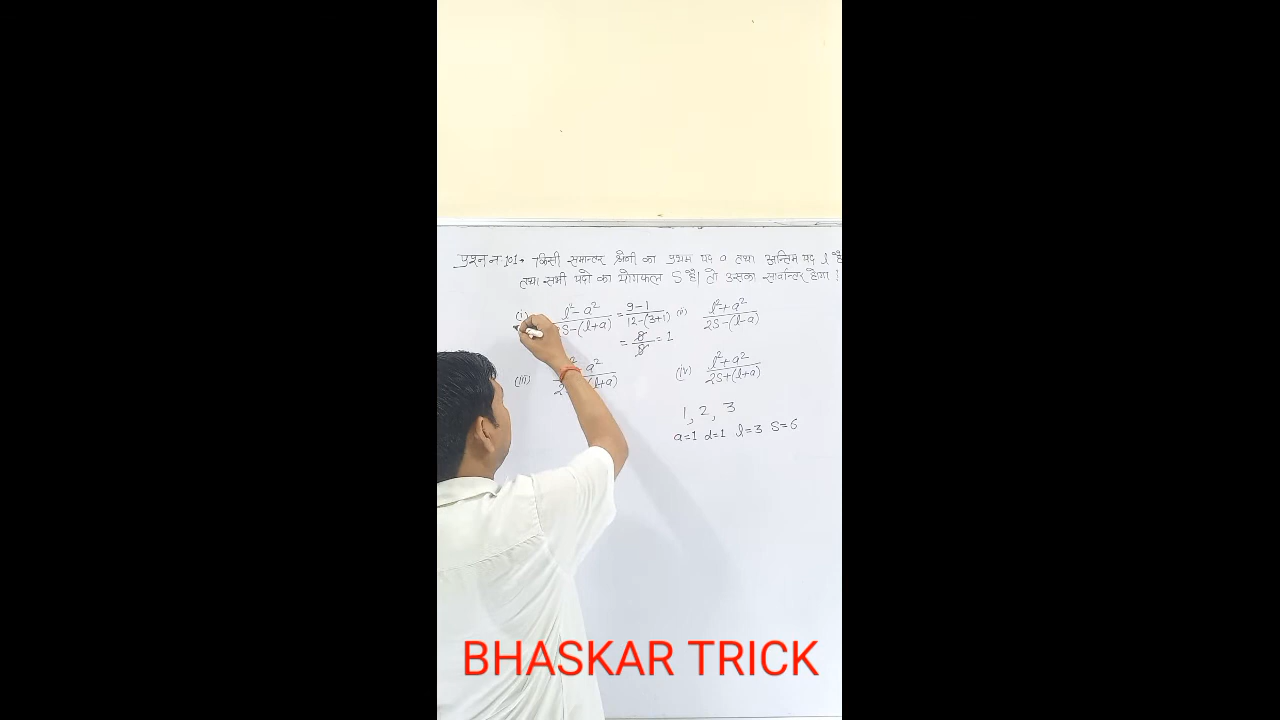 प्रश्न नं 101→ किसी समान्तर श्रेनी का प्रथम पद a तथा अन्तिम पद l है
तथा सभी पदो का योगफल S है। तो उसका सार्वान्तर होगा।
(i) l²-a² / 2S-(l+a) = 9-1 / 12-(3+1) (ii) l²+a² / 2S-(l+a)
= 8/8 = 1
(iii) a² (l+a) (iv) l²+a² / 2S+(l+a)
1, 2, 3
a=1 d=1 l=3 S=6
BHASKAR TRICK